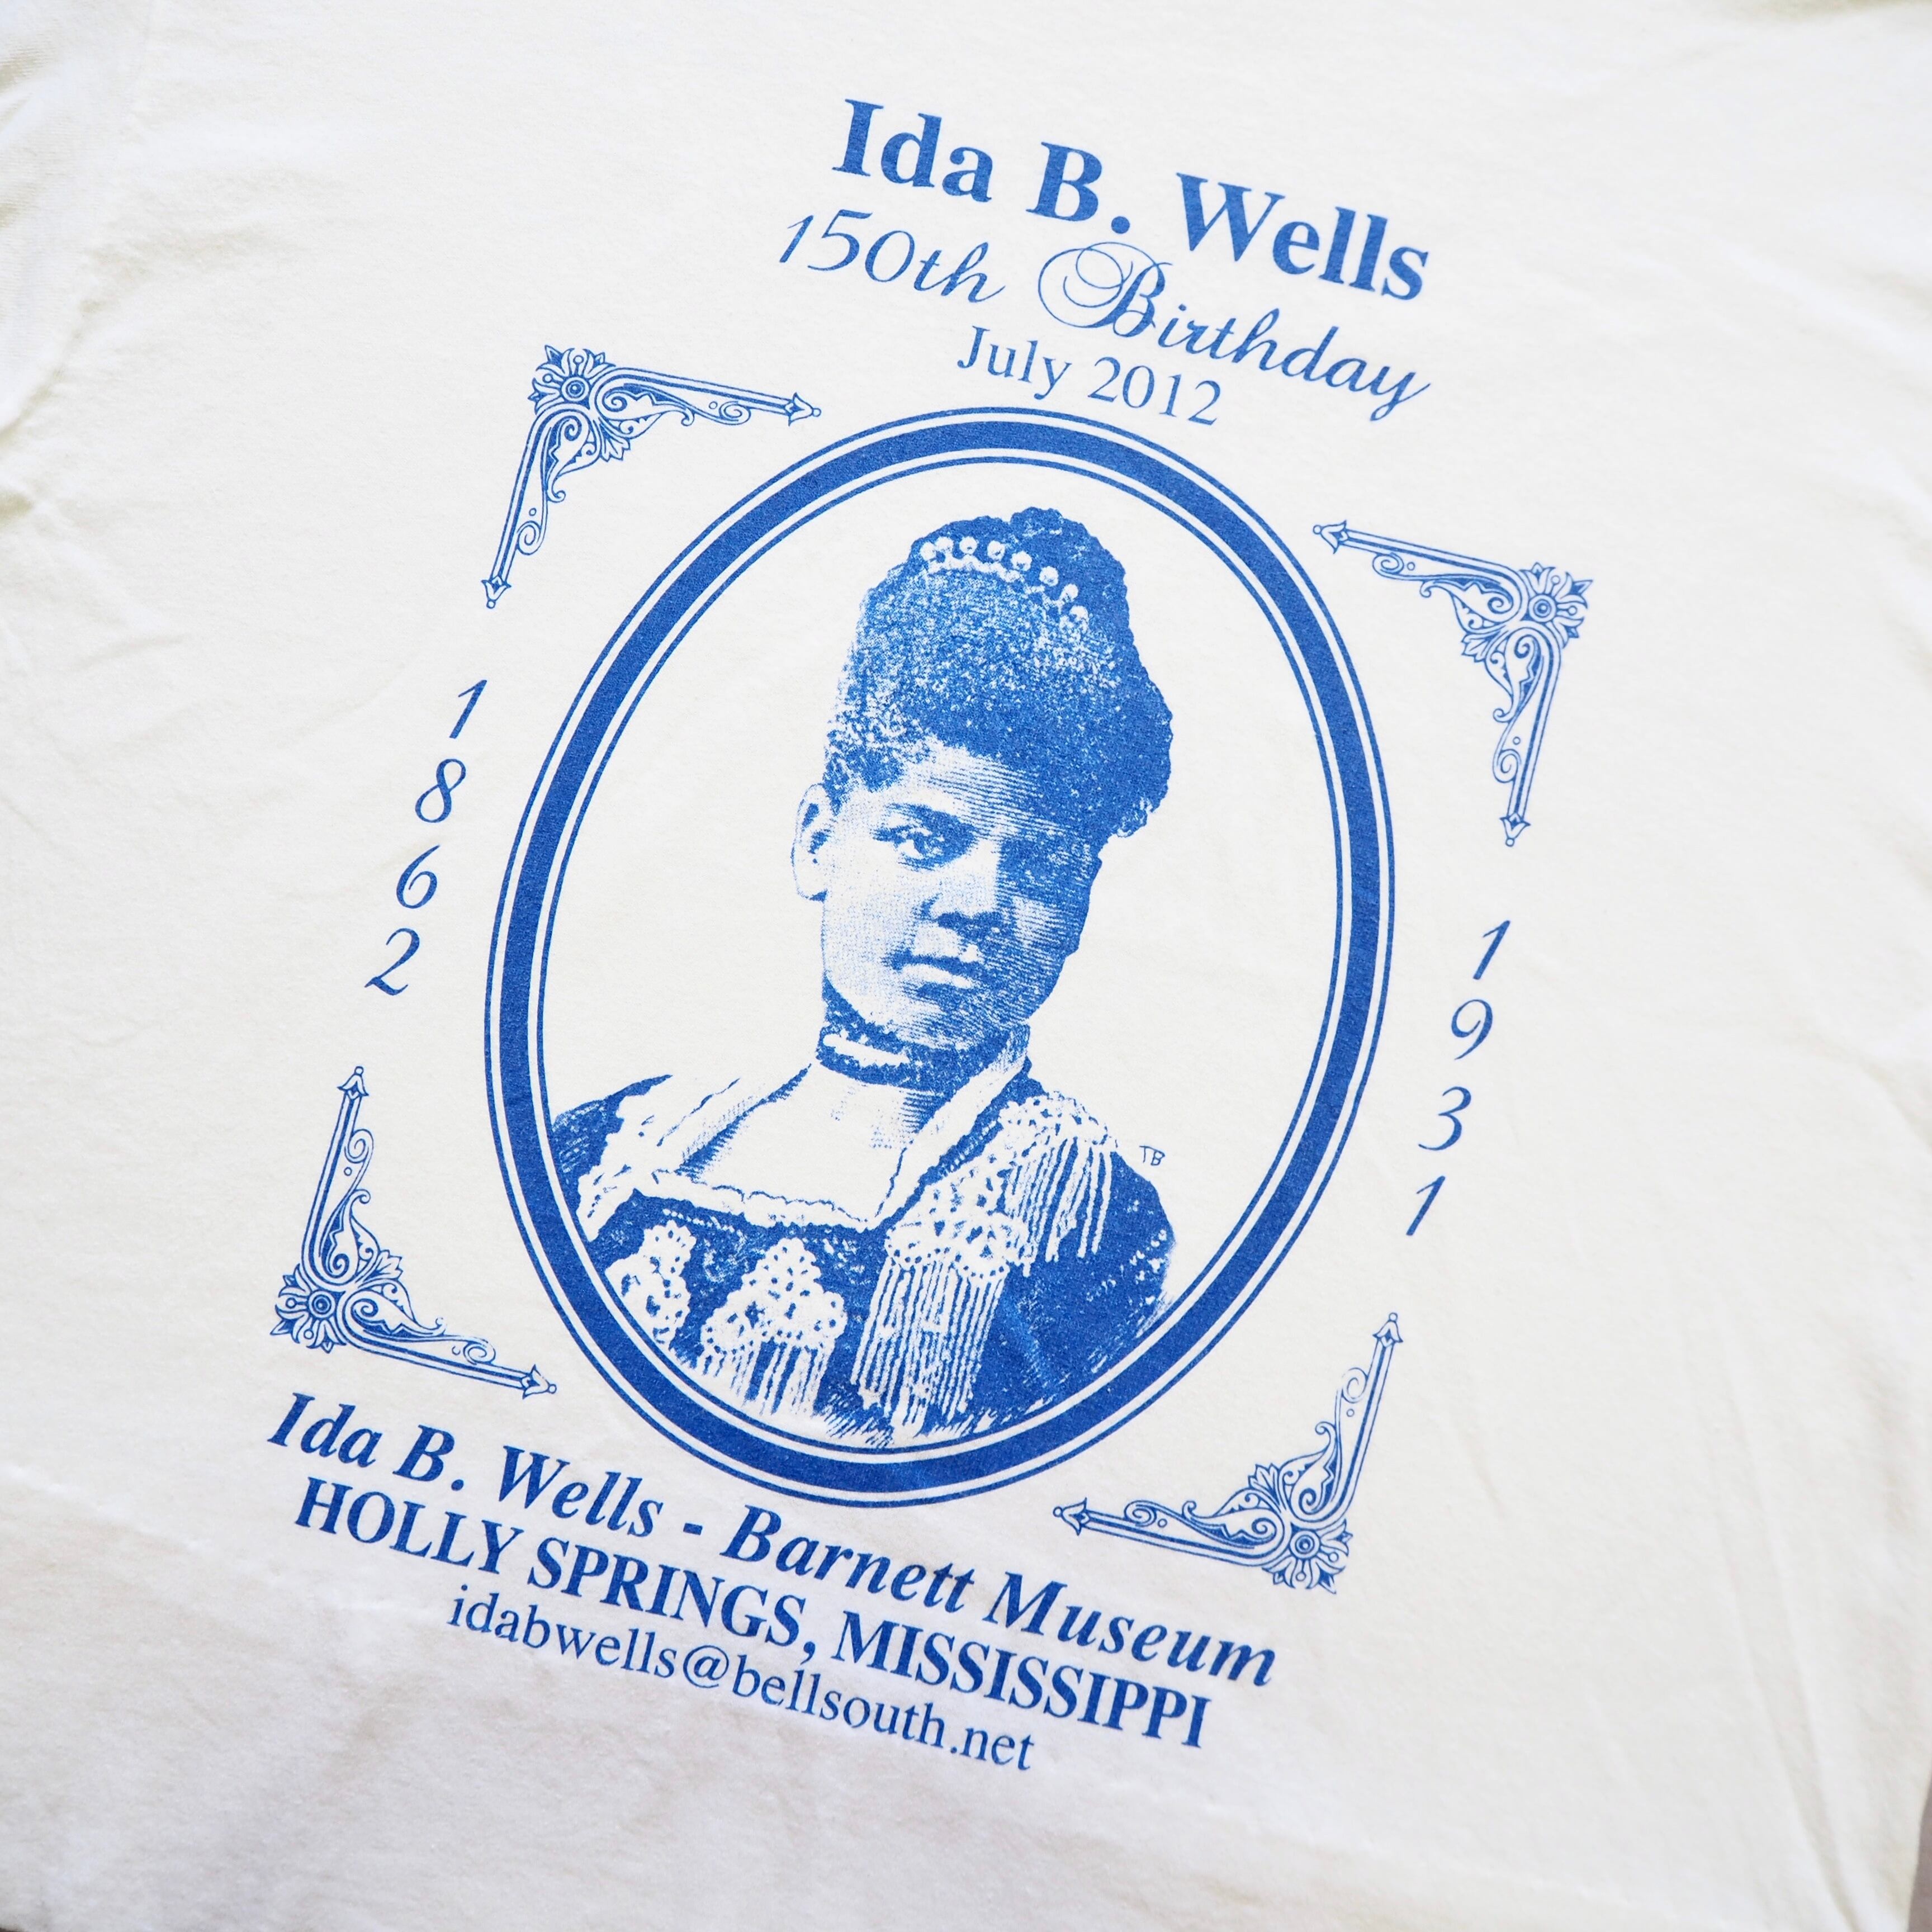 Ida B. Wells
150th Birthday
July 2012
1862
1931
TB
Ida B. Wells - Barnett Museum
HOLLY SPRINGS, MISSISSIPPI
idabwells@bellsouth.net